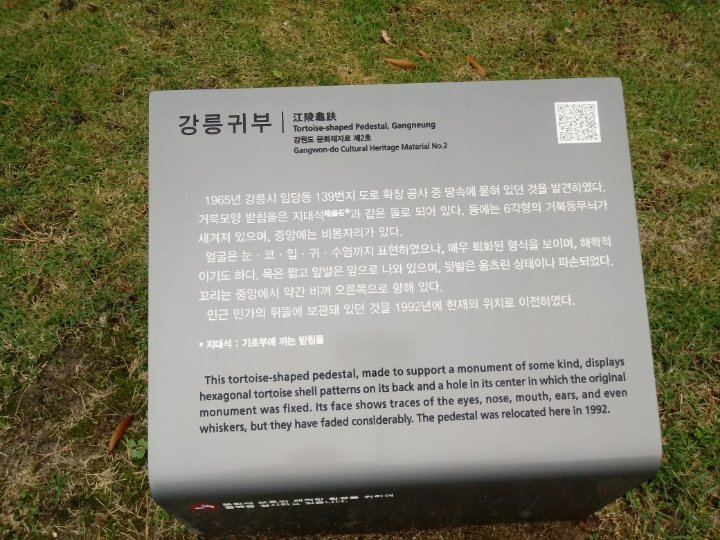 강릉귀부
江陵龜趺
Tortoise-shaped Pedestal, Gangneung
강원도 문화재자료 제2호
Gangwon-do Cultural Heritage Material No.2
1965년 강릉시 임당동 139번지 도로 확장 공사 중 땅속에 묻혀 있던 것을 발견하였다.
거북모양 받침돌은 지대석地臺石*과 같은 돌로 되어 있다. 등에는 6각형의 거북등무늬가
새겨져 있으며, 중앙에는 비몸자리가 있다.
얼굴은 눈 · 코 · 입 · 귀 · 수염까지 표현하였으나, 매우 퇴화된 형식을 보이며, 해학적
이기도 하다. 목은 짧고 앞발은 앞으로 나와 있으며, 뒷발은 움츠린 상태이나 파손되었다.
꼬리는 중앙에서 약간 비껴 오른쪽으로 향해 있다.
인근 민가의 뒤뜰에 보관돼 있던 것을 1992년에 현재의 위치로 이전하였다.
* 지대석 : 기초부에 까는 받침돌
This tortoise-shaped pedestal, made to support a monument of some kind, displays
hexagonal tortoise shell patterns on its back and a hole in its center in which the original
monument was fixed. Its face shows traces of the eyes, nose, mouth, ears, and even
whiskers, but they have faded considerably. The pedestal was relocated here in 1992.